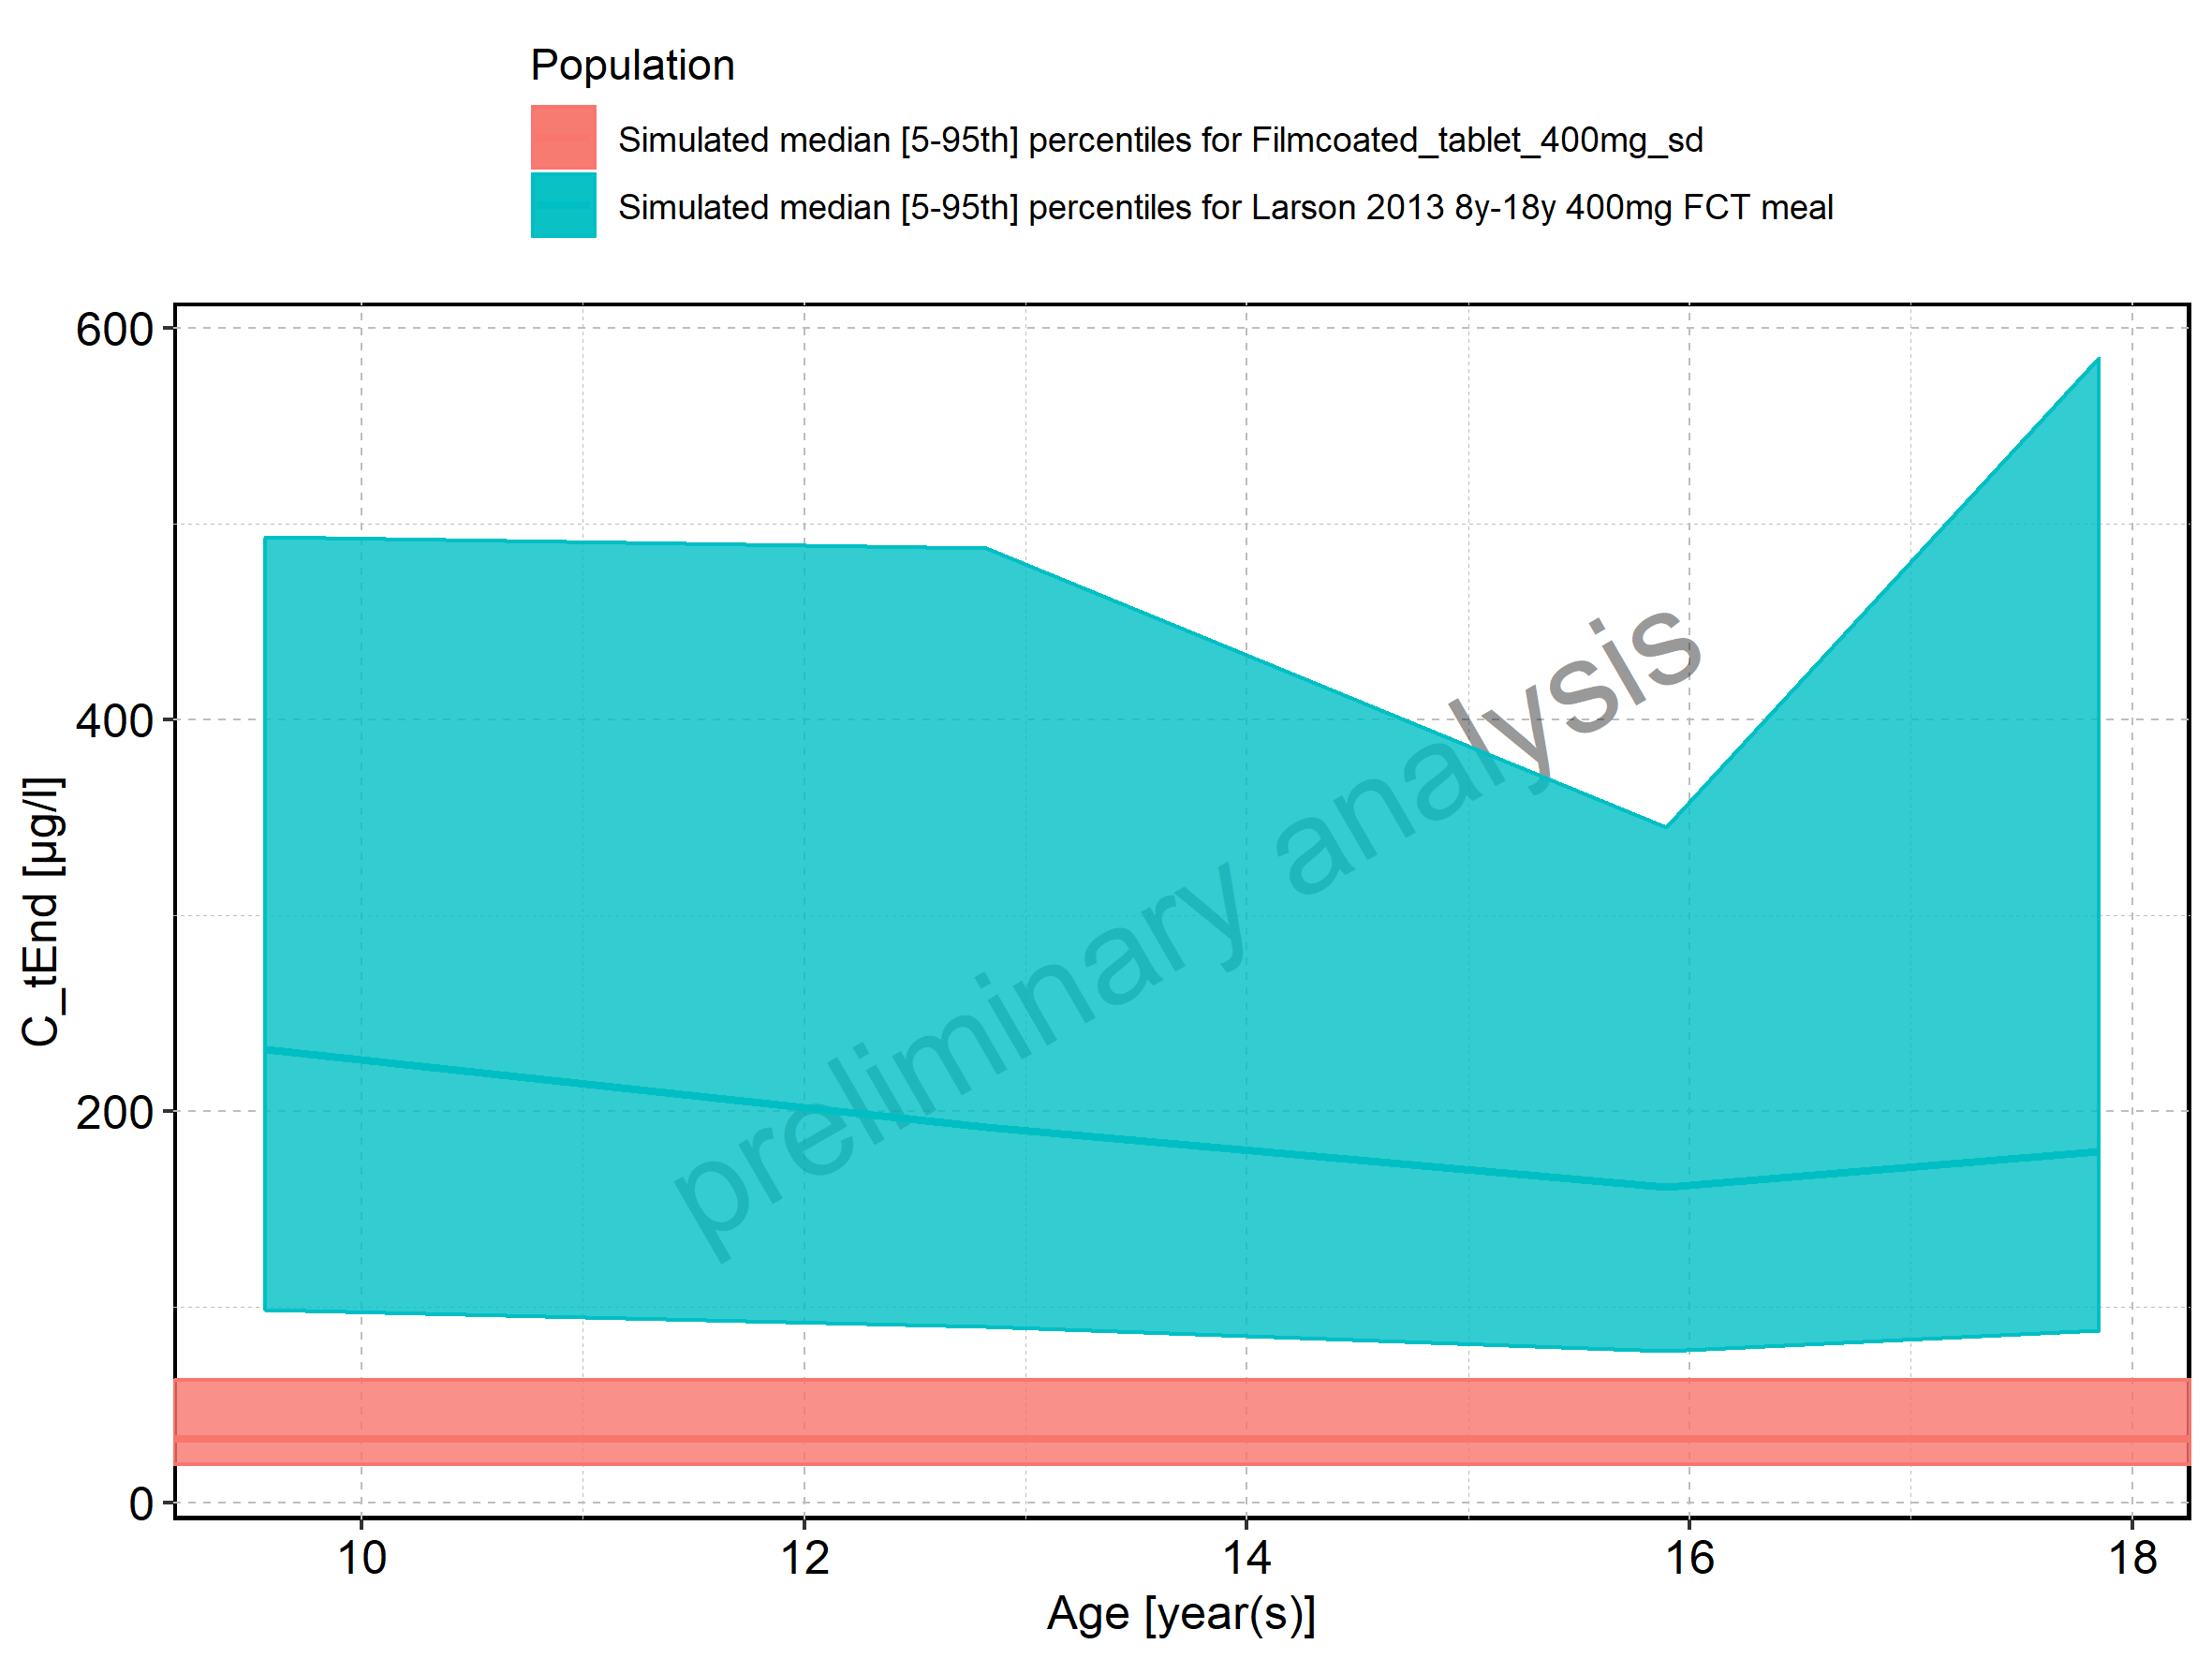 Population
Simulated median [5-95th] percentiles for Filmcoated_tablet_400mg_sd
Simulated median [5-95th] percentiles for Larson 2013 8y-18y 400mg FCT meal
600
400
200
0
C_tEnd [µg/l]
preliminary analysis
10 12 14 16 18
Age [year(s)]